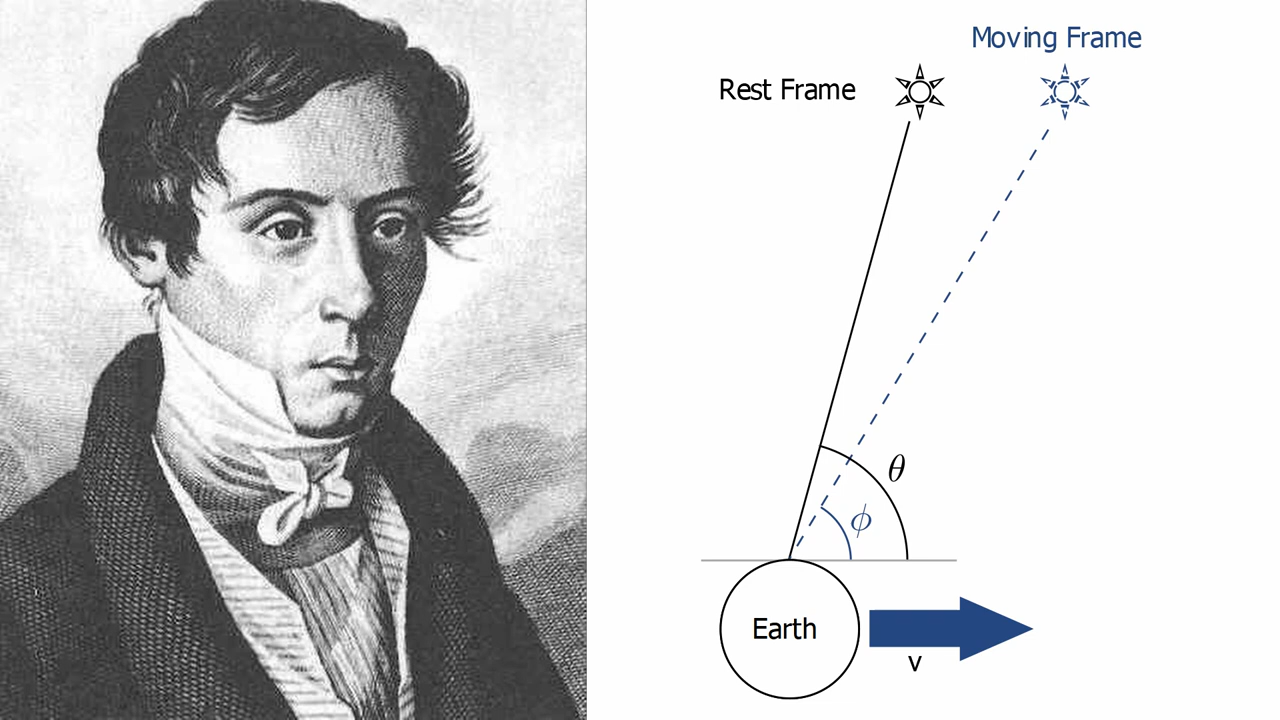 Moving Frame
Rest Frame
θ
ϕ
Earth
v